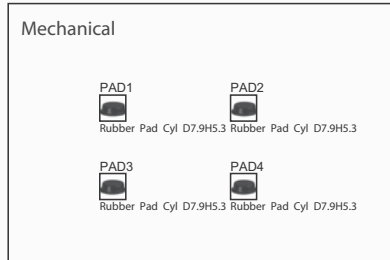 Mechanical
PAD1 PAD2
Rubber Pad Cyl D7.9H5.3 Rubber Pad Cyl D7.9H5.3
PAD3 PAD4
Rubber Pad Cyl D7.9H5.3 Rubber Pad Cyl D7.9H5.3